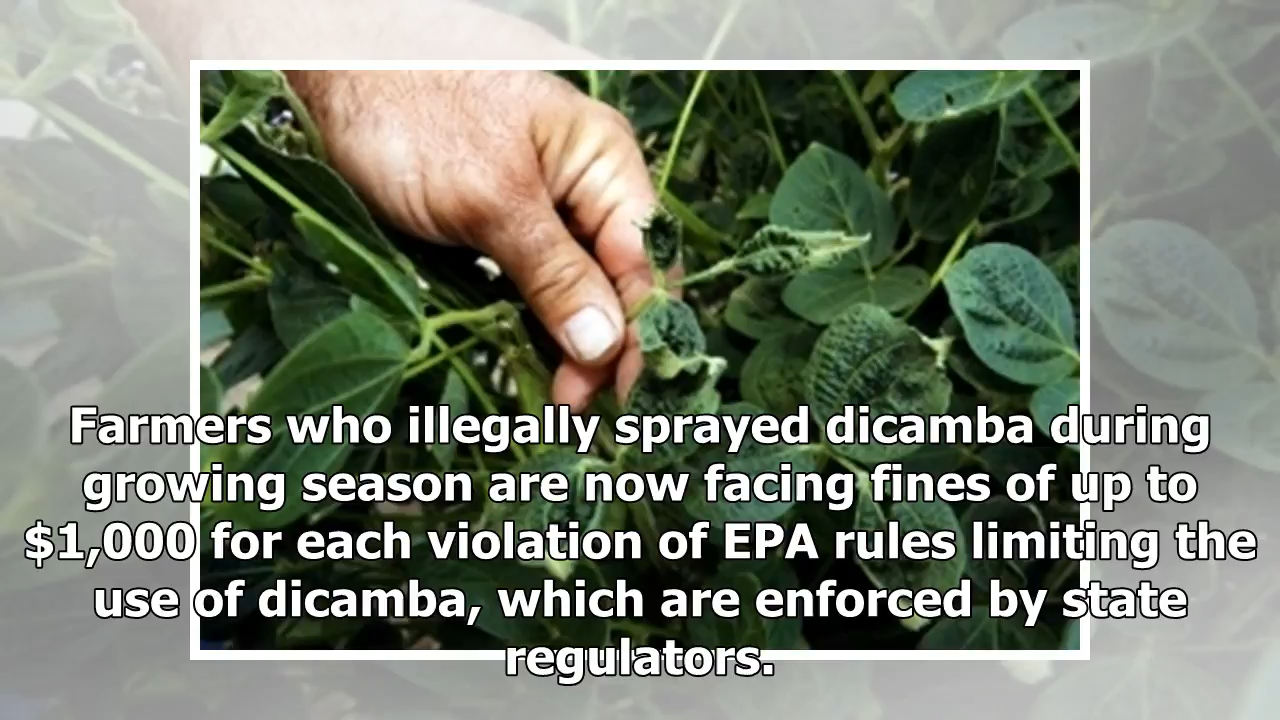 Farmers who illegally sprayed dicamba during
growing season are now facing fines of up to
$1,000 for each violation of EPA rules limiting the
use of dicamba, which are enforced by state
regulators.